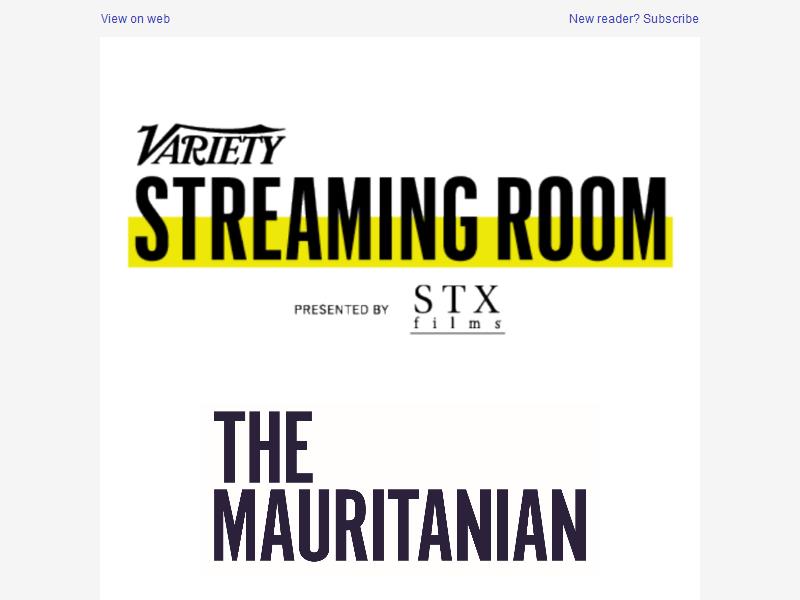 View on web
New reader? Subscribe
VARIETY
STREAMING ROOM
PRESENTED BY
STX
films
THE
MAURITANIAN